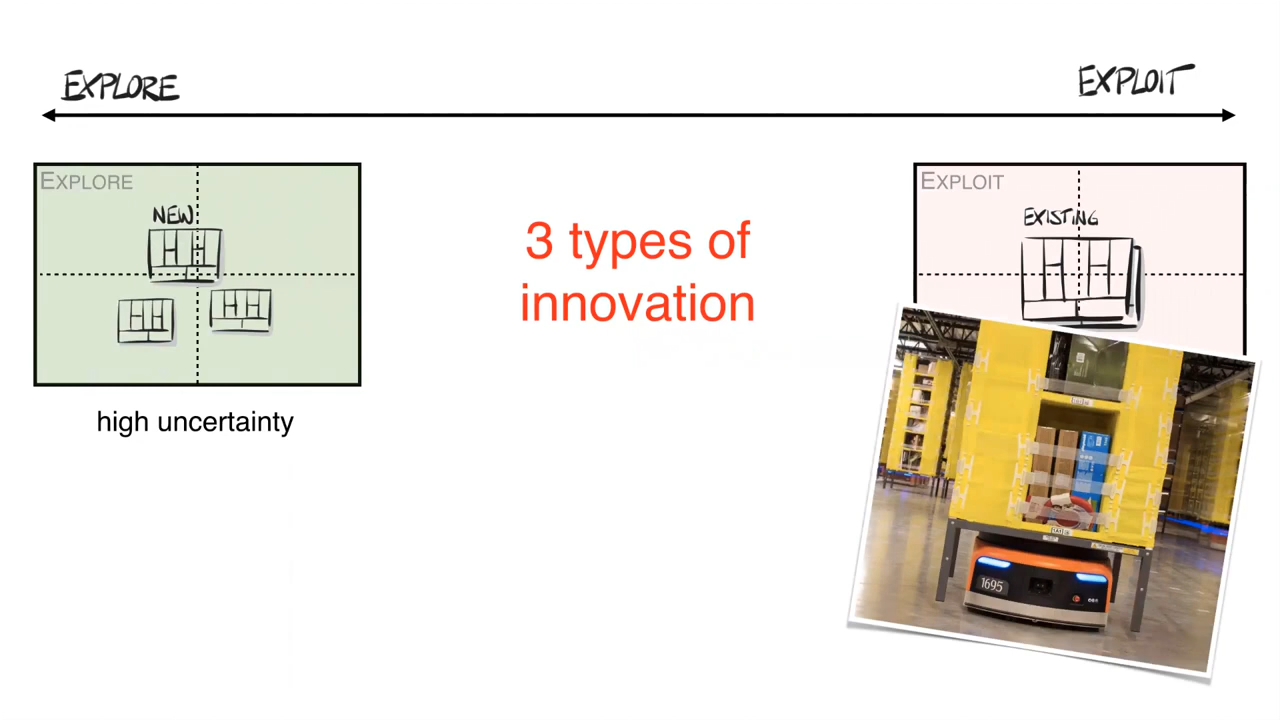 EXPLORE
EXPLOIT
EXPLORE
NEW
3 types of
innovation
EXPLOIT
EXISTING
high uncertainty
1695